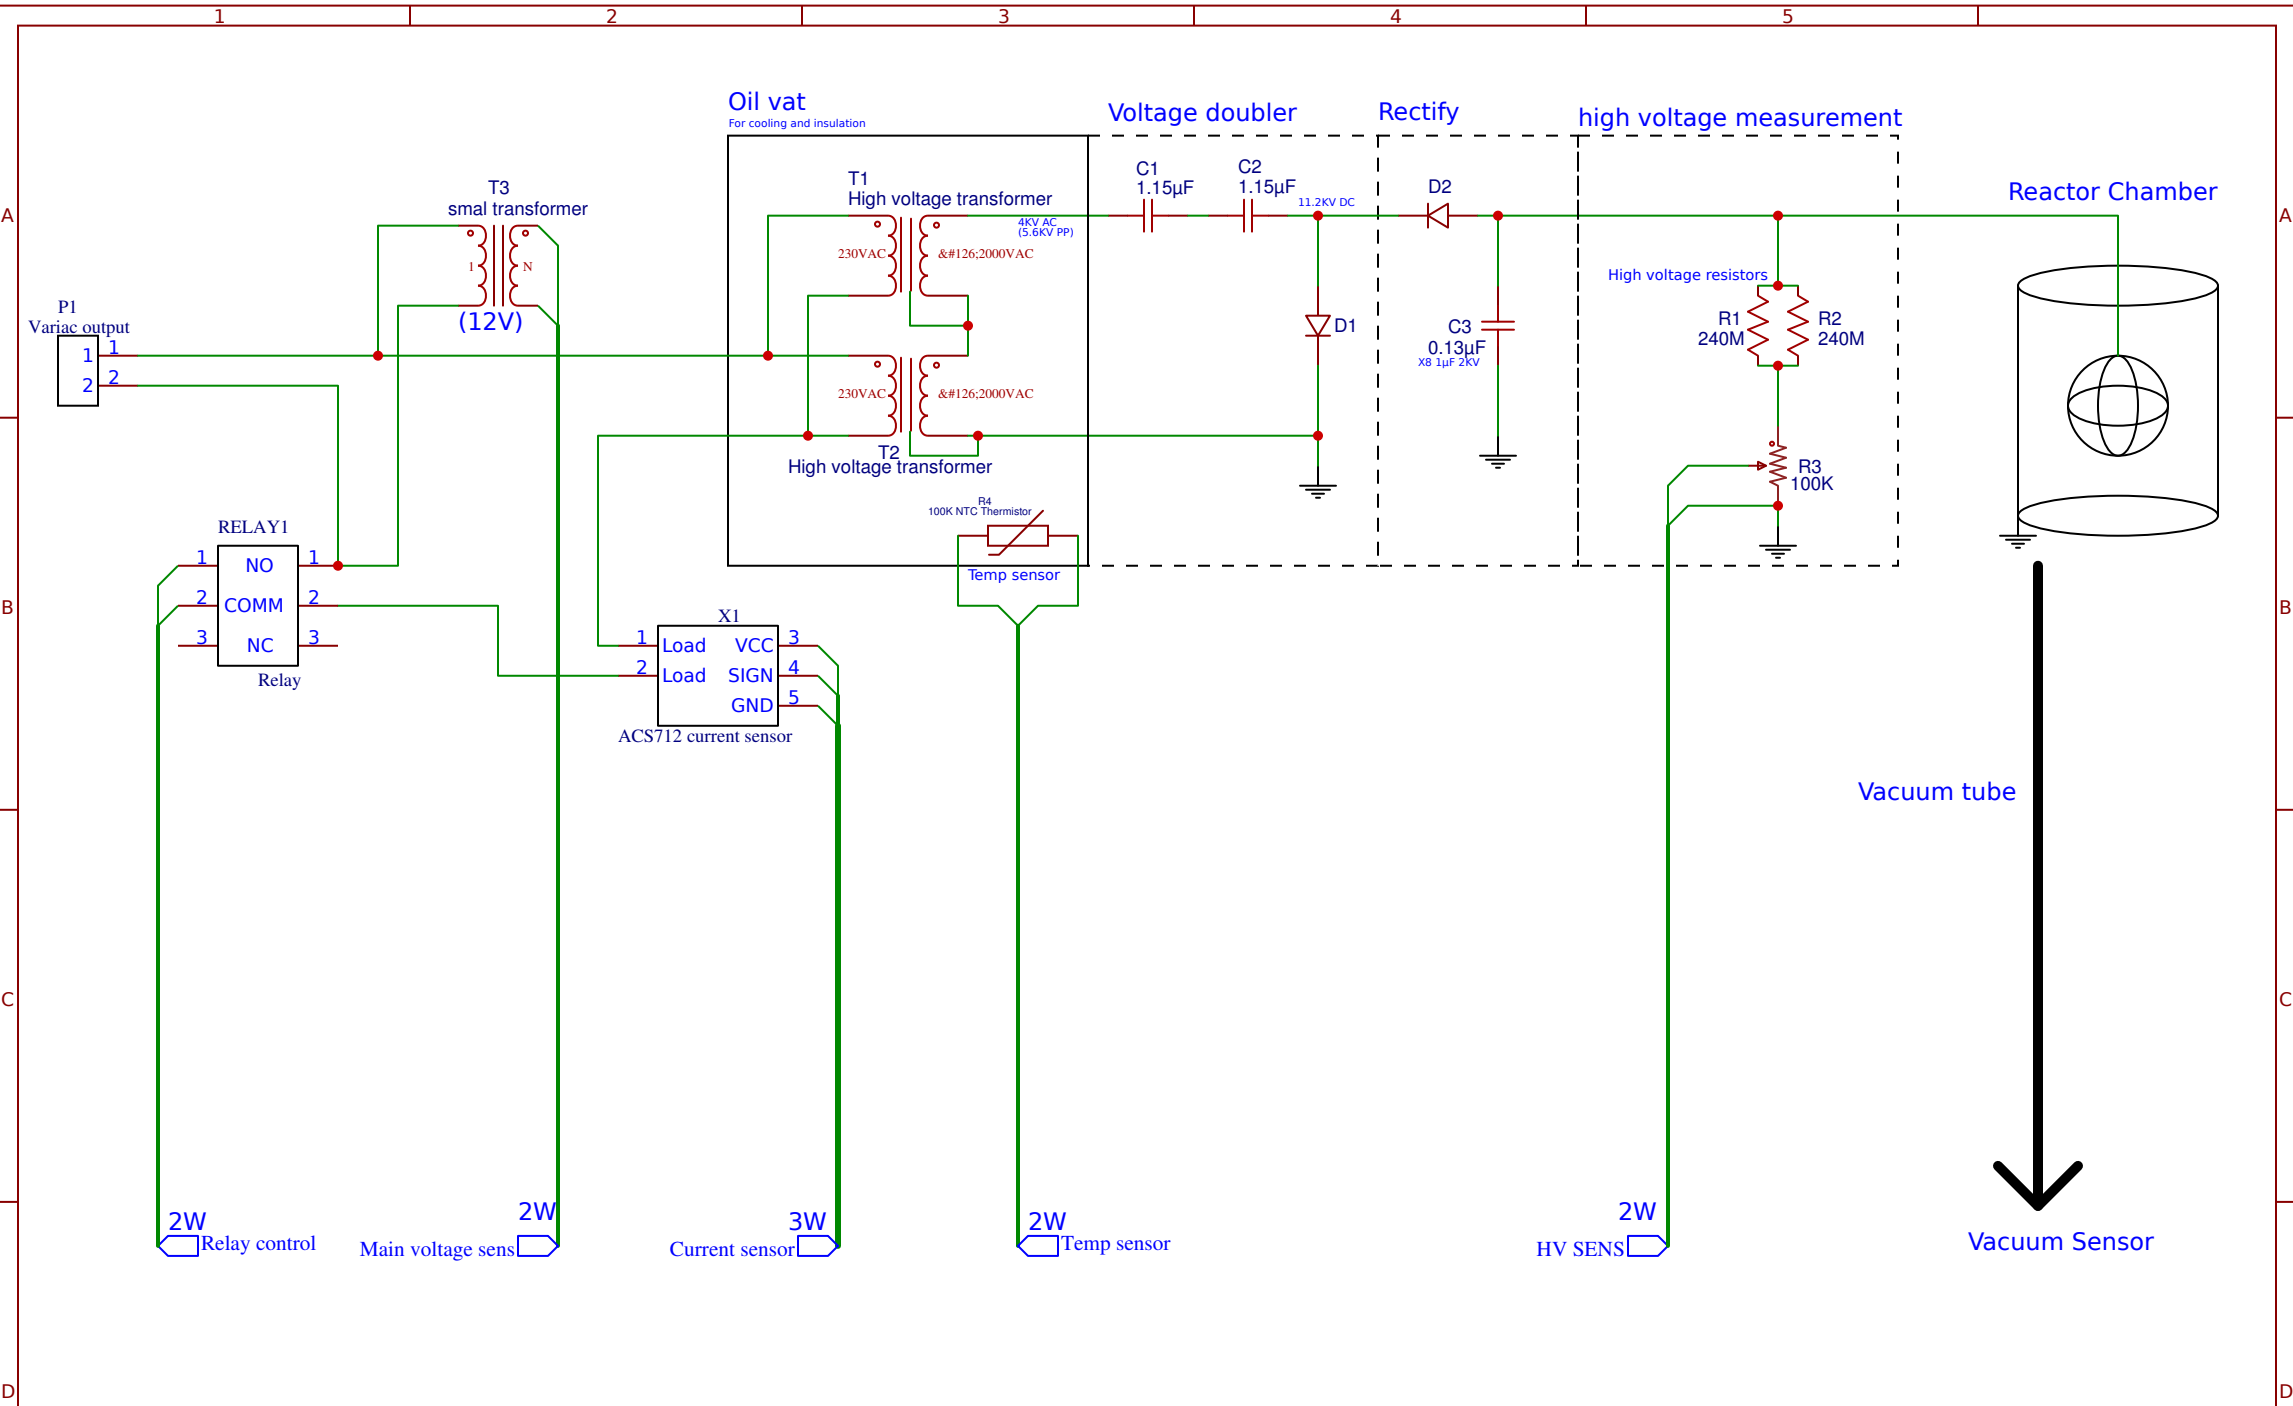 1
2
3
4
5
A
A
B
B
C
C
D
D
Oil vat
For cooling and insulation
Voltage doubler
Rectify
high voltage measurement
Reactor Chamber
T3
smal transformer
1
N
(12V)
P1
Variac output
1
1
2
2
T1
High voltage transformer
4KV AC
(5.6KV PP)
230VAC
&#126;2000VAC
230VAC
&#126;2000VAC
T2
High voltage transformer
R4
100K NTC Thermistor
Temp sensor
C1
1.15µF
C2
1.15µF
11.2KV DC
D1
D2
C3
0.13µF
X8 1µF 2KV
High voltage resistors
R1
240M
R2
240M
R3
100K
RELAY1
1 NO 1
2 COMM 2
3 NC 3
Relay
X1
1 Load VCC 3
2 Load SIGN 4
GND 5
ACS712 current sensor
Vacuum tube
2W
Relay control
2W
Main voltage sens
3W
Current sensor
2W
Temp sensor
2W
HV SENS
Vacuum Sensor